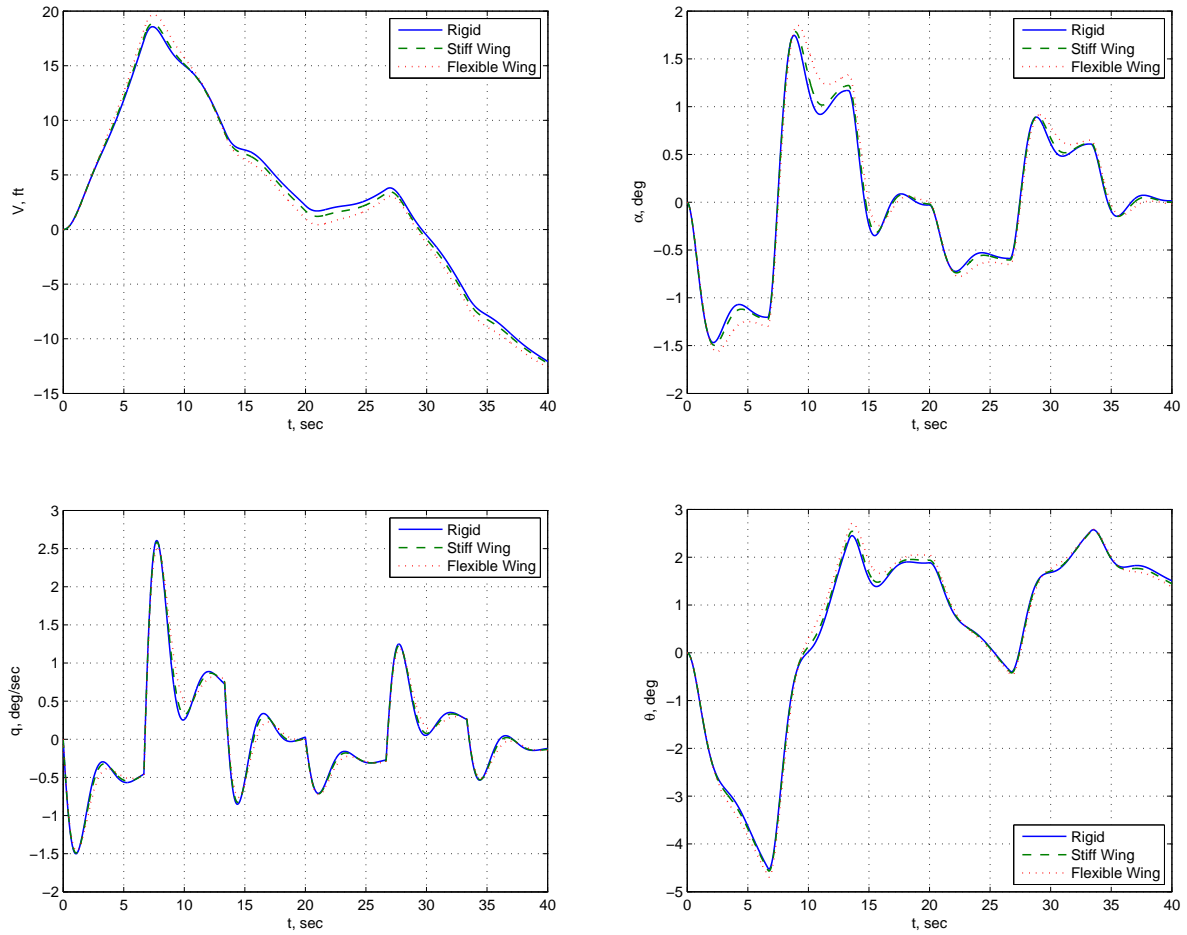 20
15
10
5
0
−5
−10
−15
0 5 10 15 20 25 30 35 40
t, sec
V, ft
Rigid
Stiff Wing
Flexible Wing
2
1.5
1
0.5
0
−0.5
−1
−1.5
−2
0 5 10 15 20 25 30 35 40
t, sec
α, deg
Rigid
Stiff Wing
Flexible Wing
3
2.5
2
1.5
1
0.5
0
−0.5
−1
−1.5
−2
0 5 10 15 20 25 30 35 40
t, sec
q, deg/sec
Rigid
Stiff Wing
Flexible Wing
3
2
1
0
−1
−2
−3
−4
−5
0 5 10 15 20 25 30 35 40
t, sec
θ, deg
Rigid
Stiff Wing
Flexible Wing